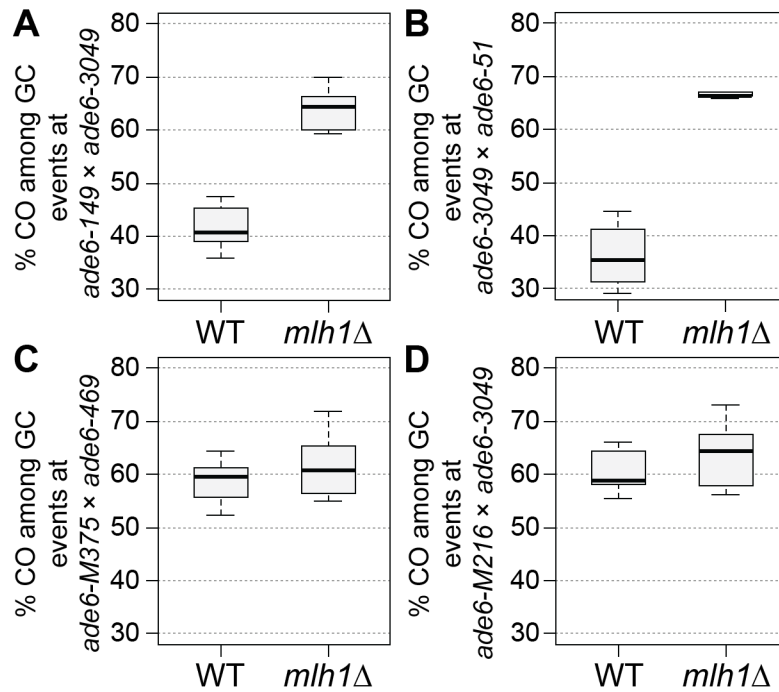 A
% CO among GC
events at
ade6-149 × ade6-3049
80
70
60
50
40
30
WT
mlh1Δ
B
% CO among GC
events at
ade6-3049 × ade6-51
80
70
60
50
40
30
WT
mlh1Δ
C
% CO among GC
events at
ade6-M375 × ade6-469
80
70
60
50
40
30
WT
mlh1Δ
D
% CO among GC
events at
ade6-M216 × ade6-3049
80
70
60
50
40
30
WT
mlh1Δ